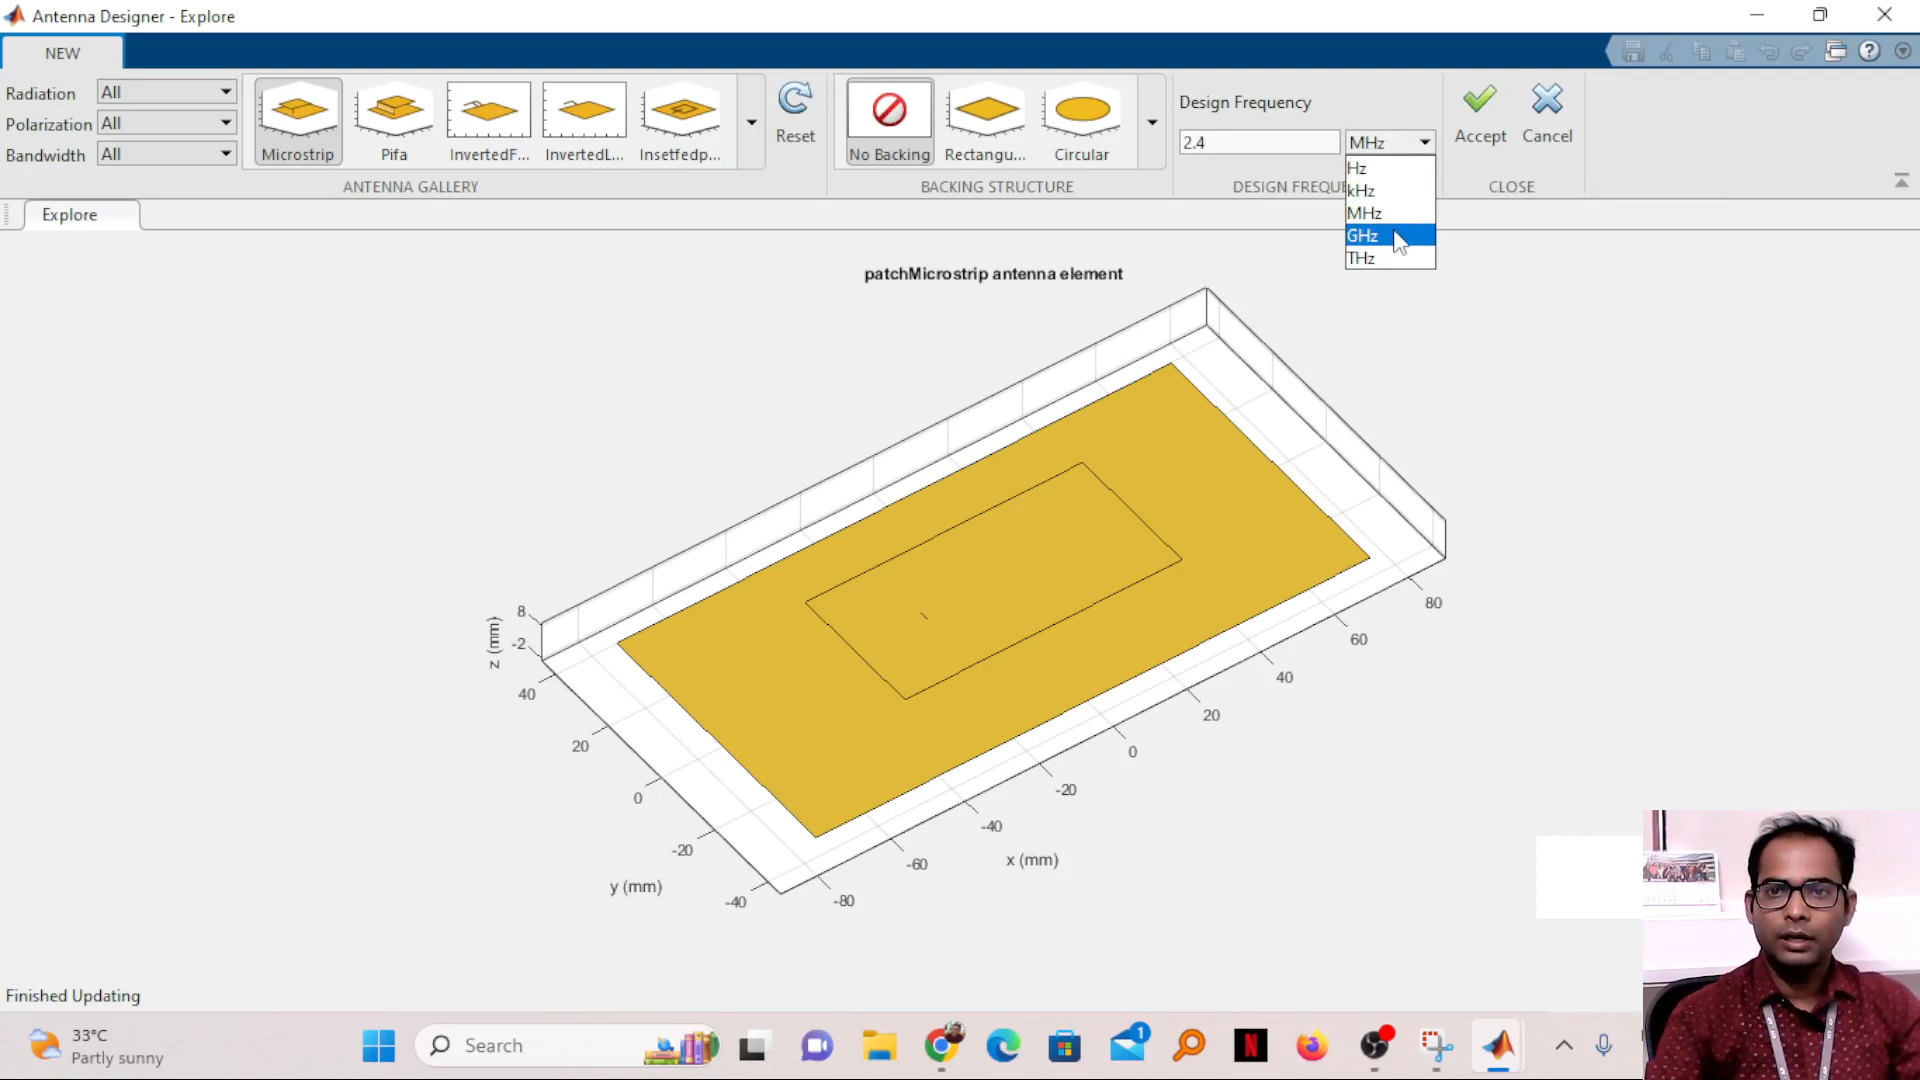 Antenna Designer - Explore
NEW
Radiation All
Polarization All
Bandwidth All
Microstrip
Pifa
InvertedF...
InvertedL...
Insetfedp...
ANTENNA GALLERY
Reset
No Backing
Rectangu...
Circular
BACKING STRUCTURE
Design Frequency
2.4 MHz
Hz
kHz
MHz
GHz
THz
DESIGN FREQUE
Accept
Cancel
CLOSE
Explore
patchMicrostrip antenna element
8
-2
z (mm)
40
20
0
-20
-40
y (mm)
80
60
40
20
0
-20
-40
-60
-80
x (mm)
Finished Updating
33°C
Partly sunny
Search
1
N